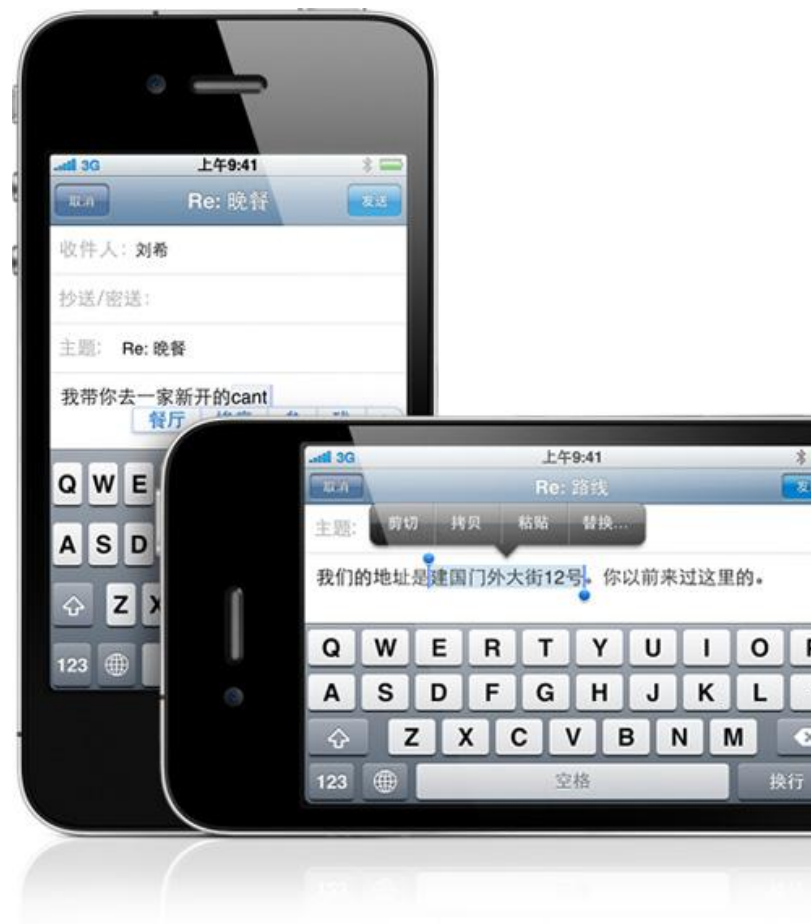 3G 上午9:41
取消 Re: 晚餐 发送
收件人: 刘希
抄送/密送:
主题: Re: 晚餐
我带你去一家新开的cant
餐厅
Q W E
A S D
Z X
123
3G 上午9:41
取消 Re: 路线
主题: 剪切 拷贝 粘贴 替换...
我们的地址是建国门外大街12号。你以前来过这里的。
Q W E R T Y U I O
A S D F G H J K L
Z X C V B N M
123 空格 换行